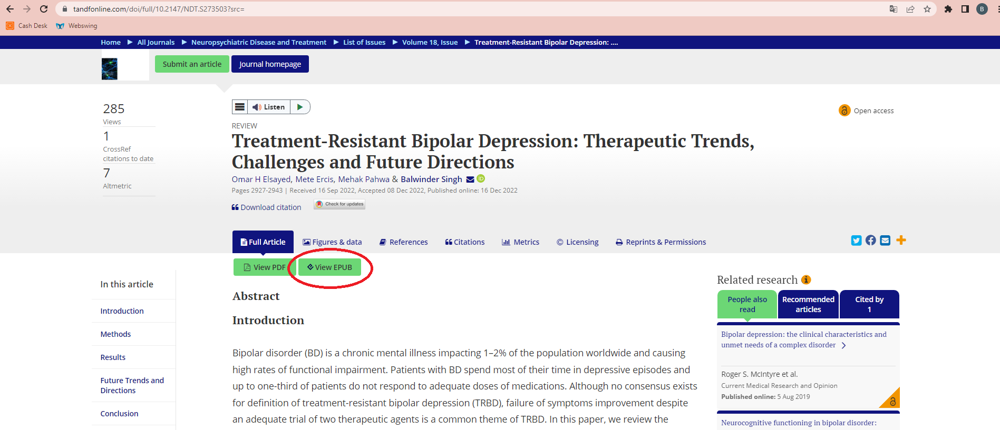 tandfonline.com/doi/full/10.2147/NDT.S273503?src=
B
Cash Desk Webswing
Home All Journals Neuropsychiatric Disease and Treatment List of Issues Volume 18, Issue Treatment-Resistant Bipolar Depression: ....
Submit an article Journal homepage
285
Views
1
CrossRef
citations to date
7
Altmetric
Listen
Open access
REVIEW
Treatment-Resistant Bipolar Depression: Therapeutic Trends,
Challenges and Future Directions
Omar H Elsayed, Mete Ercis, Mehak Pahwa & Balwinder Singh iD
Pages 2927-2943 | Received 16 Sep 2022, Accepted 08 Dec 2022, Published online: 16 Dec 2022
Download citation Check for updates
Full Article Figures & data References Citations Metrics Licensing Reprints & Permissions
View PDF View EPUB
In this article
Introduction
Methods
Results
Future Trends and
Directions
Conclusion
Abstract
Introduction
Bipolar disorder (BD) is a chronic mental illness impacting 1–2% of the population worldwide and causing
high rates of functional impairment. Patients with BD spend most of their time in depressive episodes and
up to one-third of patients do not respond to adequate doses of medications. Although no consensus exists
for definition of treatment-resistant bipolar depression (TRBD), failure of symptoms improvement despite
an adequate trial of two therapeutic agents is a common theme of TRBD. In this paper, we review the
Related research i
People also
read
Recommended
articles
Cited by
1
Bipolar depression: the clinical characteristics and
unmet needs of a complex disorder
Roger S. McIntyre et al.
Current Medical Research and Opinion
Published online: 5 Aug 2019
Neurocognitive functioning in bipolar disorder: